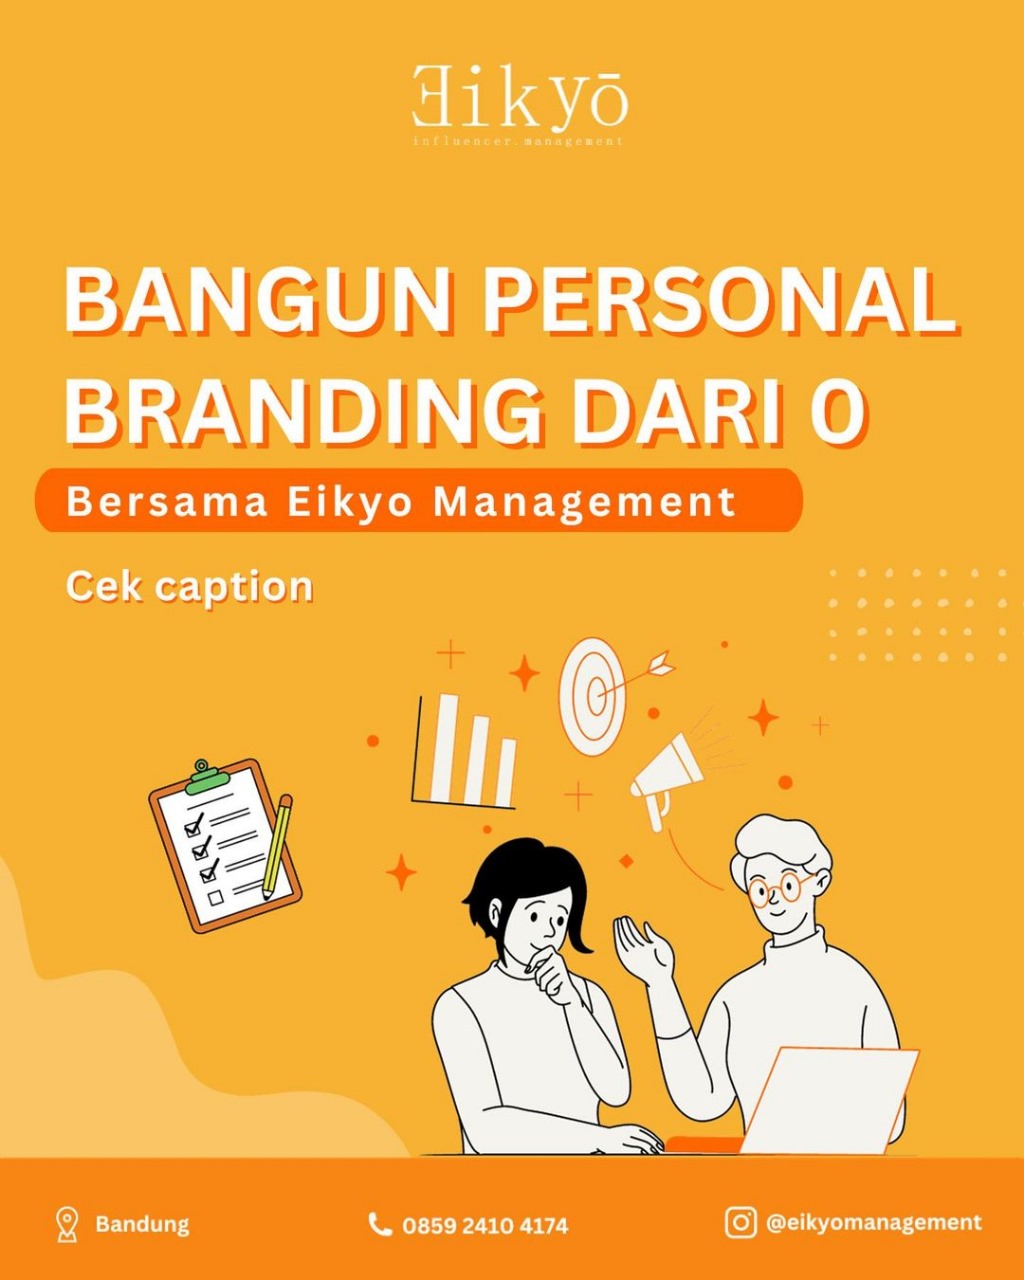 Eikyō
influencer.management
BANGUN PERSONAL
BRANDING DARI 0
Bersama Eikyo Management
Cek caption
Bandung
0859 2410 4174
@eikyomanagement